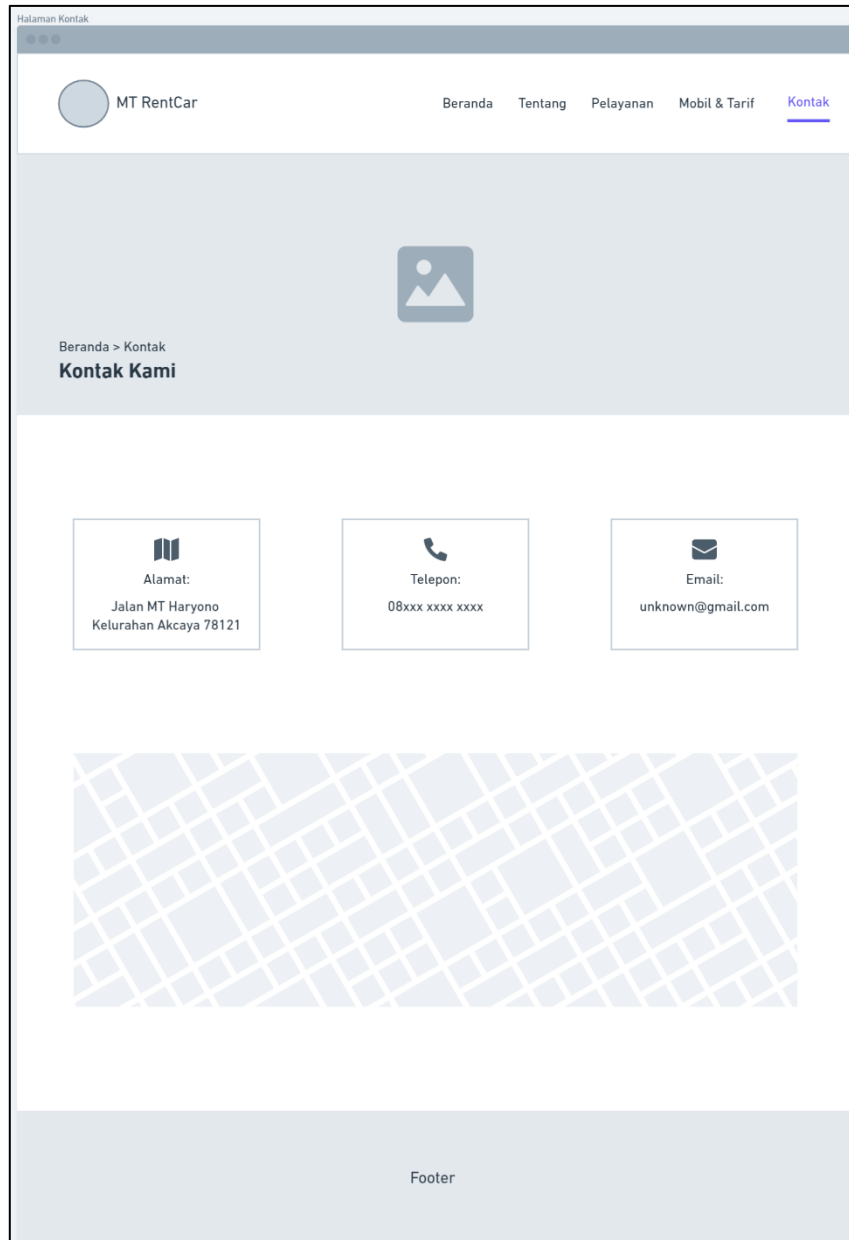 Halaman Kontak
MT RentCar
Beranda
Tentang
Pelayanan
Mobil & Tarif
Kontak
Beranda > Kontak
Kontak Kami
Alamat:
Jalan MT Haryono
Kelurahan Akcaya 78121
Telepon:
08xxx xxxx xxxx
Email:
unknown@gmail.com
Footer